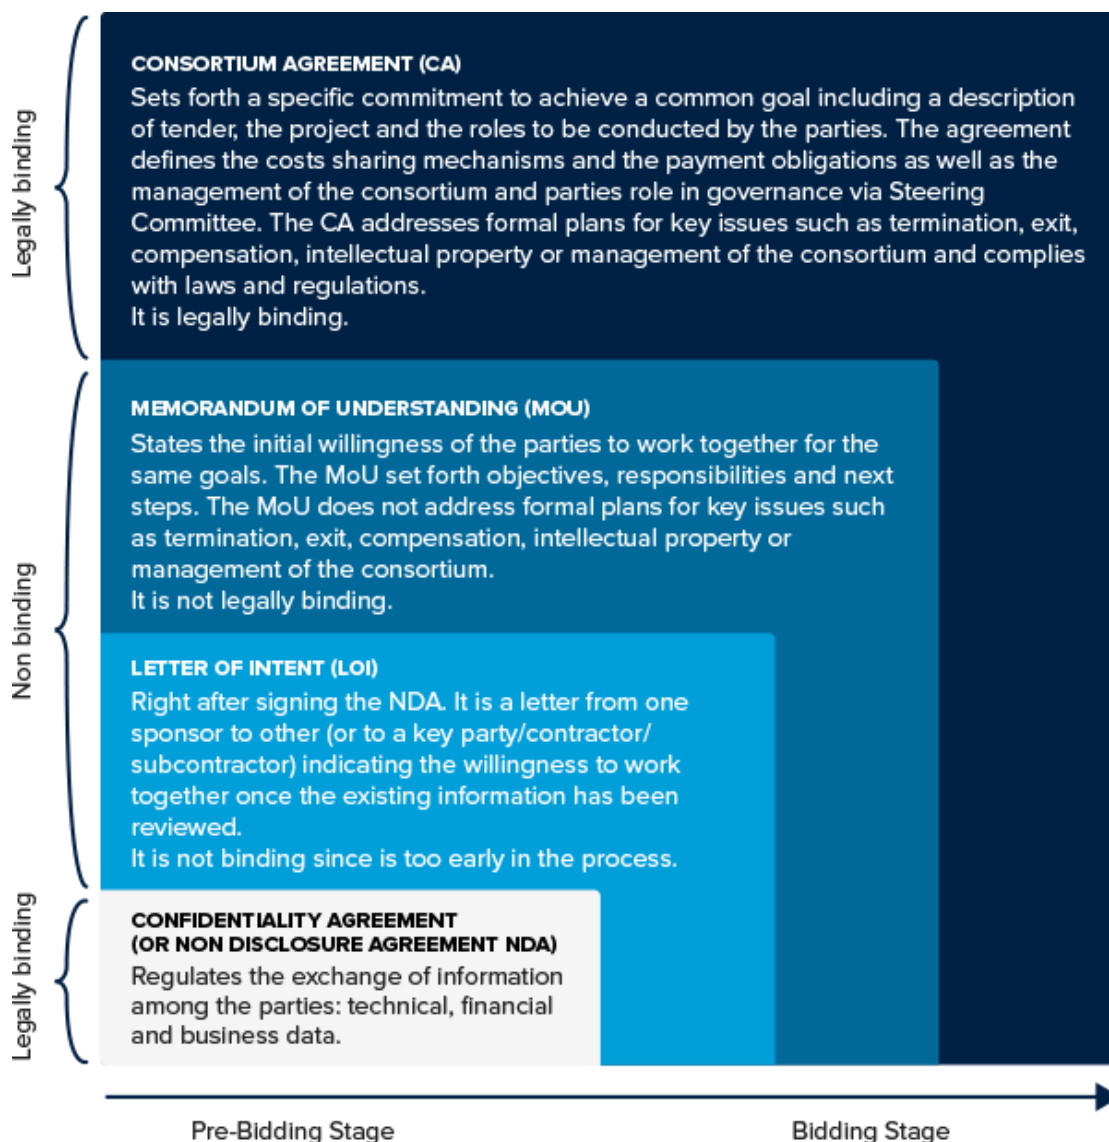 Legally binding
CONSORTIUM AGREEMENT (CA)
Sets forth a specific commitment to achieve a common goal including a description
of tender, the project and the roles to be conducted by the parties. The agreement
defines the costs sharing mechanisms and the payment obligations as well as the
management of the consortium and parties role in governance via Steering
Committee. The CA addresses formal plans for key issues such as termination, exit,
compensation, intellectual property or management of the consortium and complies
with laws and regulations.
It is legally binding.
Non binding
MEMORANDUM OF UNDERSTANDING (MOU)
States the initial willingness of the parties to work together for the
same goals. The MoU set forth objectives, responsibilities and next
steps. The MoU does not address formal plans for key issues such
as termination, exit, compensation, intellectual property or
management of the consortium.
It is not legally binding.
LETTER OF INTENT (LOI)
Right after signing the NDA. It is a letter from one
sponsor to other (or to a key party/contractor/
subcontractor) indicating the willingness to work
together once the existing information has been
reviewed.
It is not binding since is too early in the process.
Legally binding
CONFIDENTIALITY AGREEMENT
(OR NON DISCLOSURE AGREEMENT NDA)
Regulates the exchange of information
among the parties: technical, financial
and business data.
Pre-Bidding Stage
Bidding Stage